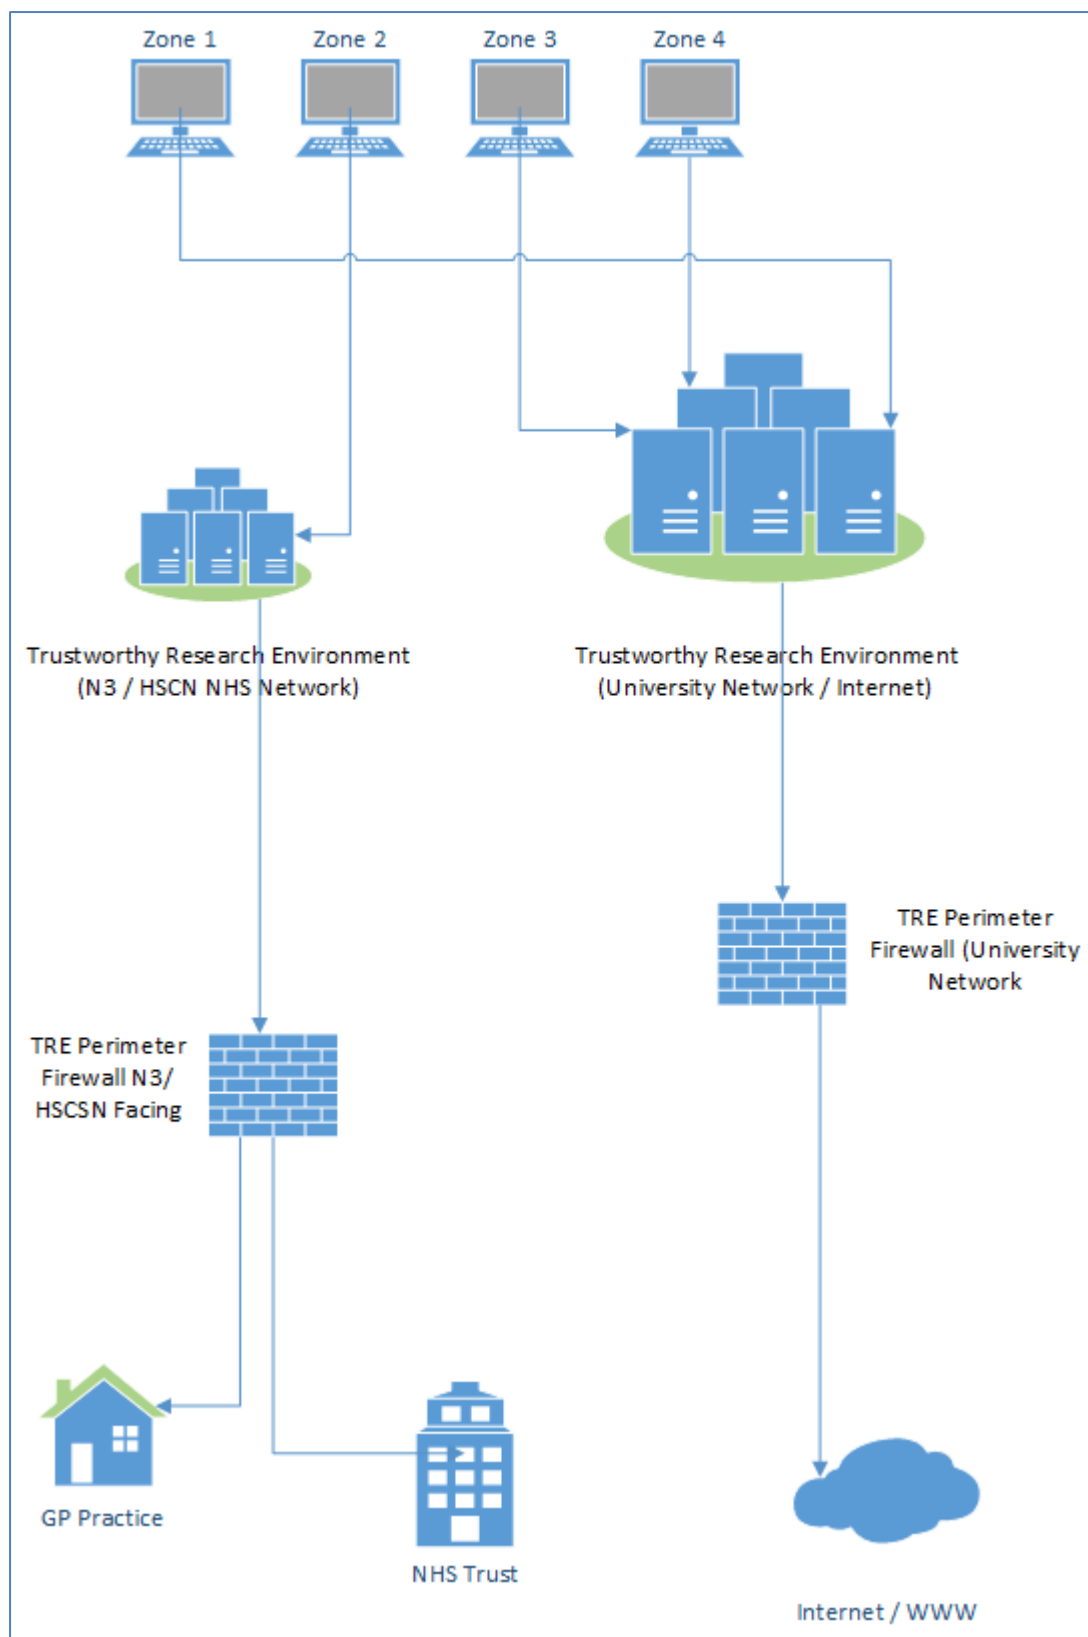 Zone 1
Zone 2
Zone 3
Zone 4
Trustworthy Research Environment
(N3 / HSCN NHS Network)
Trustworthy Research Environment
(University Network / Internet)
TRE Perimeter
Firewall (University
Network
TRE Perimeter
Firewall N3/
HSCSN Facing
GP Practice
NHS Trust
Internet / WWW